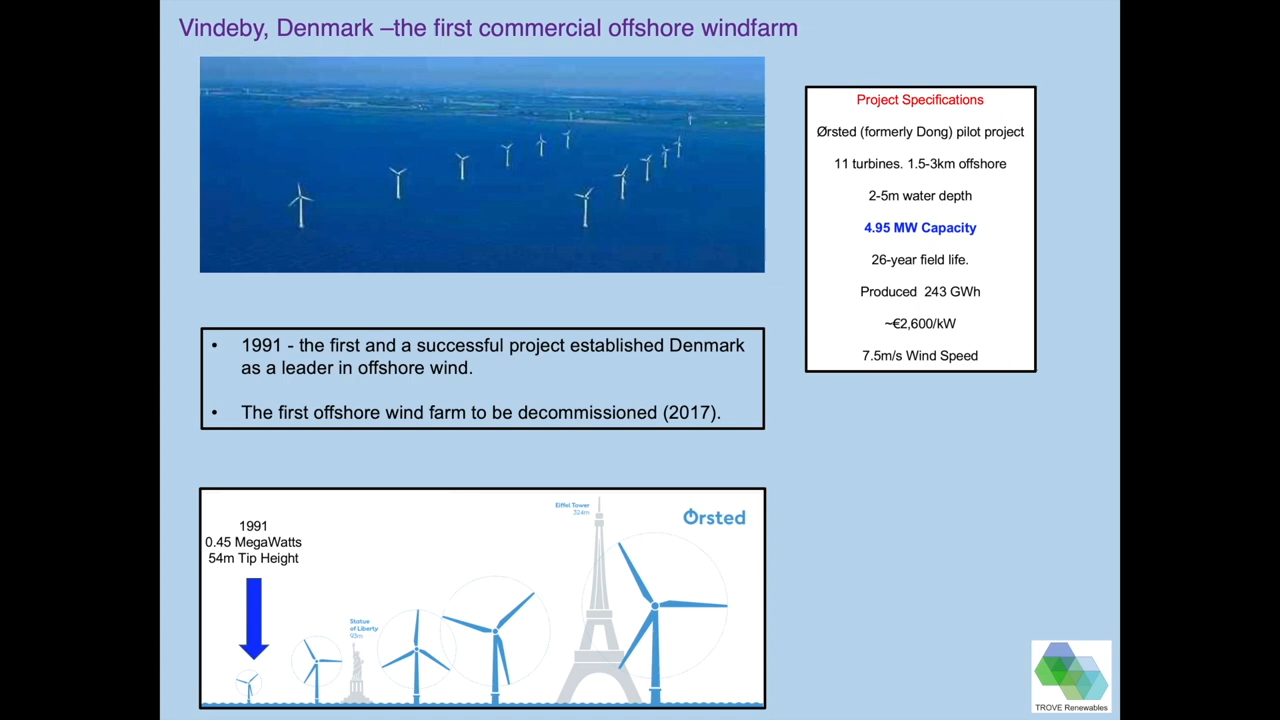 Vindeby, Denmark –the first commercial offshore windfarm
Project Specifications
Ørsted (formerly Dong) pilot project
11 turbines. 1.5-3km offshore
2-5m water depth
4.95 MW Capacity
26-year field life.
Produced 243 GWh
~€2,600/kW
7.5m/s Wind Speed
• 1991 - the first and a successful project established Denmark
as a leader in offshore wind.
• The first offshore wind farm to be decommissioned (2017).
1991
0.45 MegaWatts
54m Tip Height
Statue
of Liberty
93m
Eiffel Tower
324m
Ørsted
TROVE Renewables